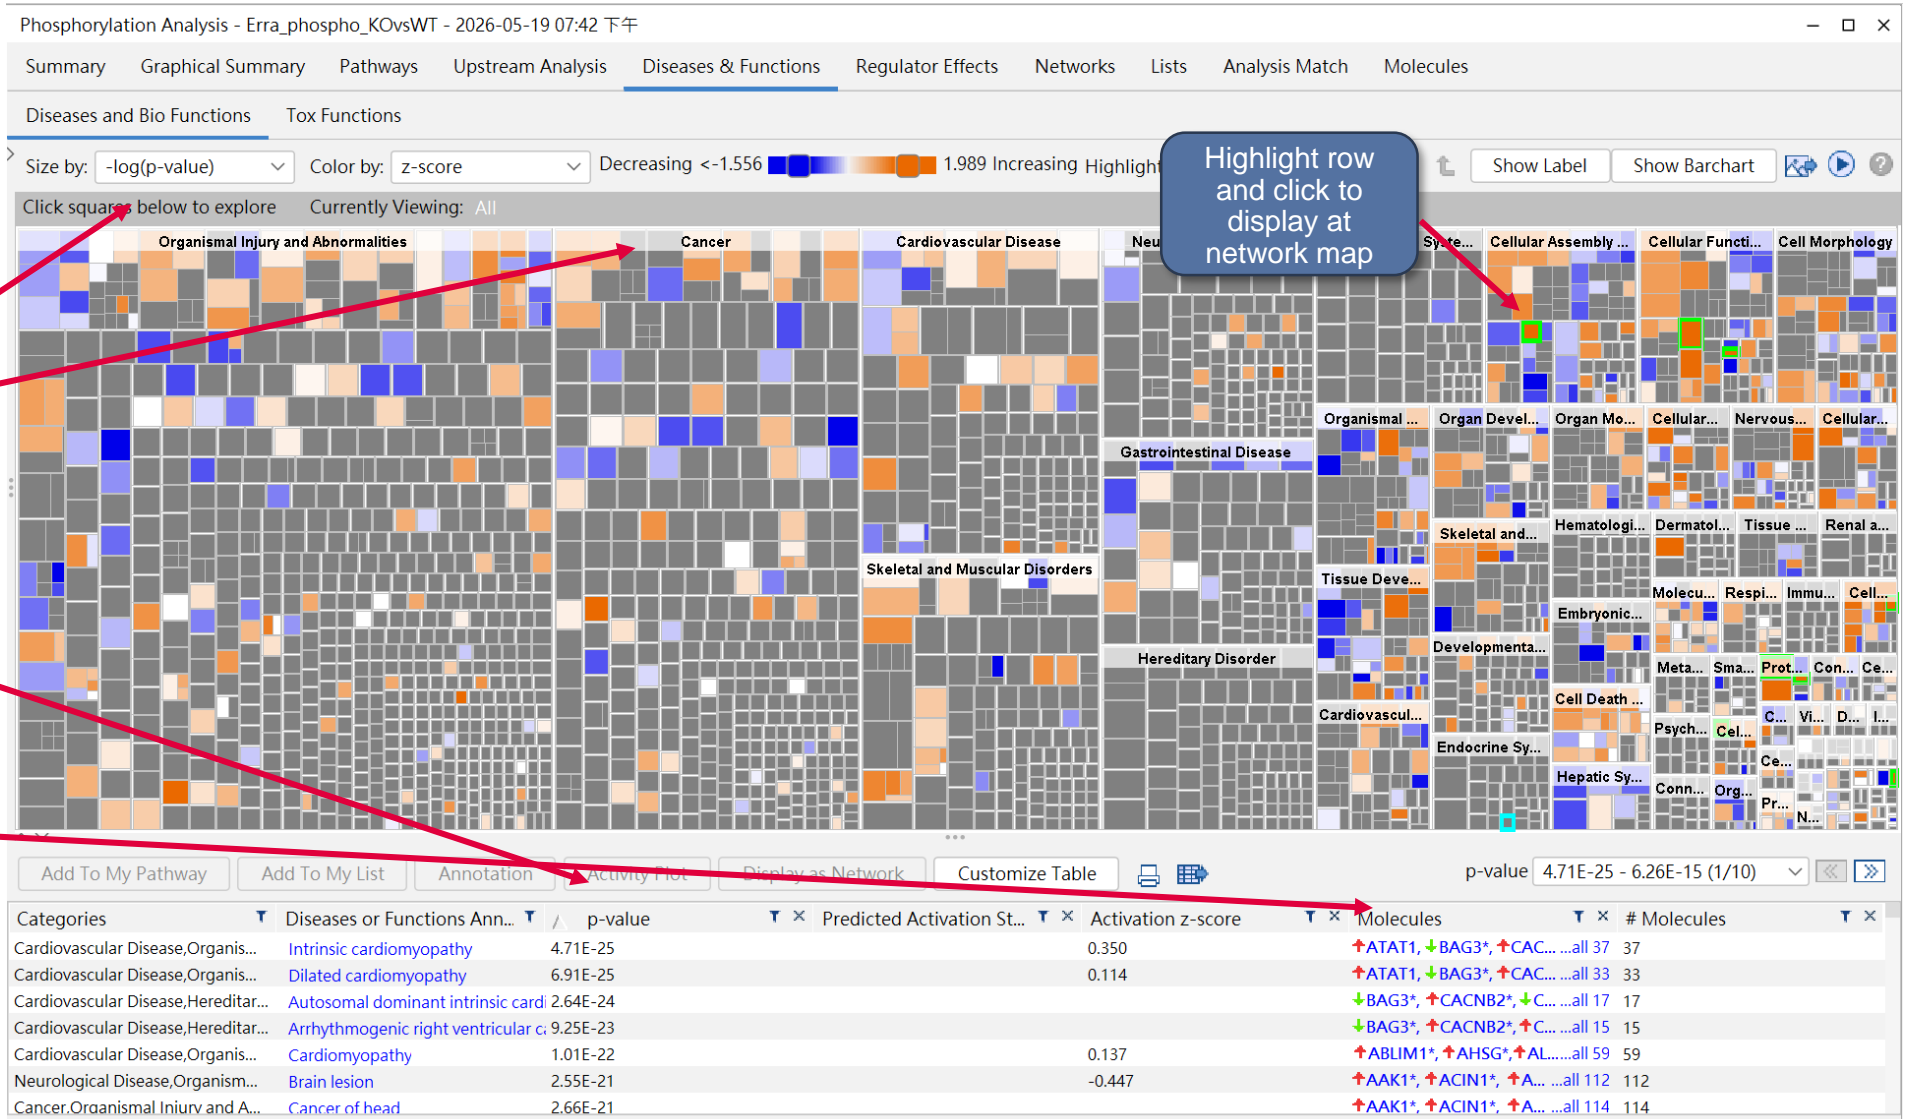 Phosphorylation Analysis - Erra_phospho_KOvsWT - 2026-05-19 07:42 下午
Summary Graphical Summary Pathways Upstream Analysis Diseases & Functions Regulator Effects Networks Lists Analysis Match Molecules
Diseases and Bio Functions Tox Functions
Size by: -log(p-value) Color by: z-score Decreasing <-1.556 1.989 Increasing Highlight Show Label Show Barchart
Highlight row
and click to
display at
network map
Click squares below to explore Currently Viewing: All
Organismal Injury and Abnormalities Cancer Cardiovascular Disease Neu Syste... Cellular Assembly ... Cellular Functi... Cell Morphology
Organismal ... Organ Devel... Organ Mo... Cellular... Nervous... Cellular...
Gastrointestinal Disease
Skeletal and... Hematologi... Dermatol... Tissue ... Renal a...
Skeletal and Muscular Disorders Tissue Deve...
Molecu... Respi... Immu... Cell...
Embryonic...
Hereditary Disorder Developmenta...
Meta... Sma... Prot... Con... Ce...
Cell Death ...
Cardiovascul... Psych... Cel... C... Vi... D... I...
Endocrine Sy... Ce...
Hepatic Sy... Conn... Org... Pr... N...
Add To My Pathway Add To My List Annotation Activity Plot Display as Network Customize Table p-value 4.71E-25 - 6.26E-15 (1/10)
Categories Diseases or Functions Ann... p-value Predicted Activation St... Activation z-score Molecules # Molecules
Cardiovascular Disease,Organis... Intrinsic cardiomyopathy 4.71E-25 0.350 ATAT1, BAG3*, CAC... ...all 37 37
Cardiovascular Disease,Organis... Dilated cardiomyopathy 6.91E-25 0.114 ATAT1, BAG3*, CAC... ...all 33 33
Cardiovascular Disease,Hereditar... Autosomal dominant intrinsic cardi 2.64E-24 BAG3*, CACNB2*, C... ...all 17 17
Cardiovascular Disease,Hereditar... Arrhythmogenic right ventricular ca 9.25E-23 BAG3*, CACNB2*, C... ...all 15 15
Cardiovascular Disease,Organis... Cardiomyopathy 1.01E-22 0.137 ABLIM1*, AHSG*, AL......all 59 59
Neurological Disease,Organism... Brain lesion 2.55E-21 -0.447 AAK1*, ACIN1*, A... ...all 112 112
Cancer,Organismal Injury and A... Cancer of head 2.66E-21 AAK1*, ACIN1*, A... ...all 114 114